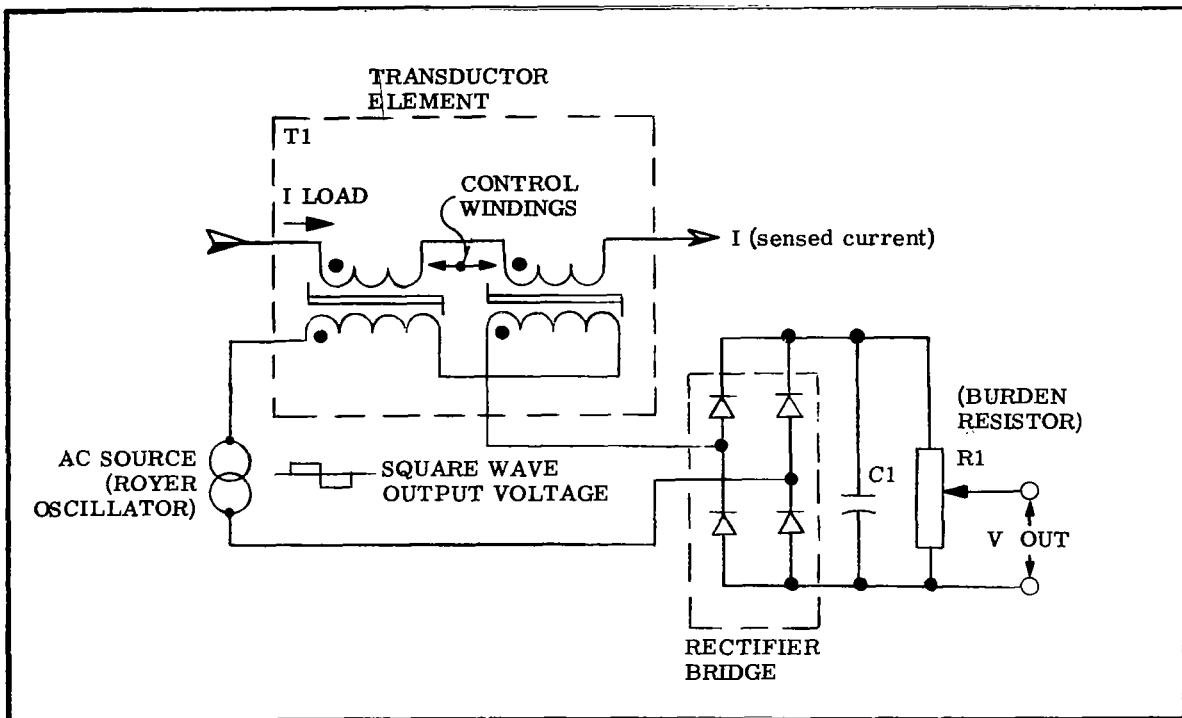 TRANSDUCTOR
ELEMENT
T1
I LOAD
CONTROL
WINDINGS
I (sensed current)
AC SOURCE
(ROYER
OSCILLATOR)
SQUARE WAVE
OUTPUT VOLTAGE
(BURDEN
RESISTOR)
R1
C1
V OUT
RECTIFIER
BRIDGE